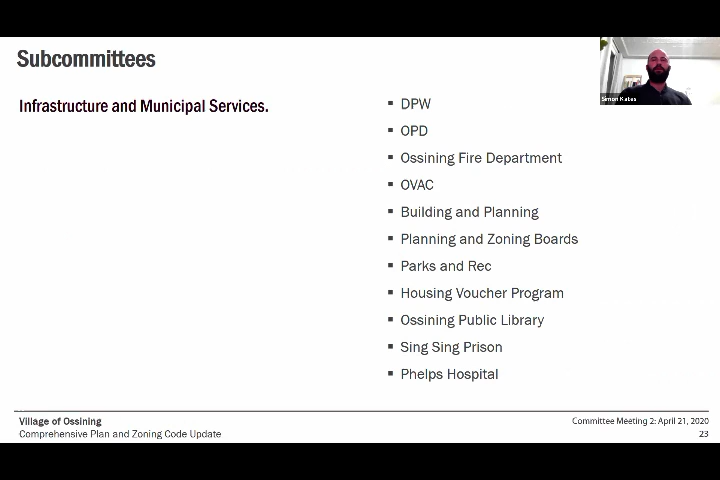 Subcommittees
Infrastructure and Municipal Services.
DPW
OPD
Ossining Fire Department
OVAC
Building and Planning
Planning and Zoning Boards
Parks and Rec
Housing Voucher Program
Ossining Public Library
Sing Sing Prison
Phelps Hospital
Simon Kates
Village of Ossining
Comprehensive Plan and Zoning Code Update
Committee Meeting 2: April 21, 2020
23